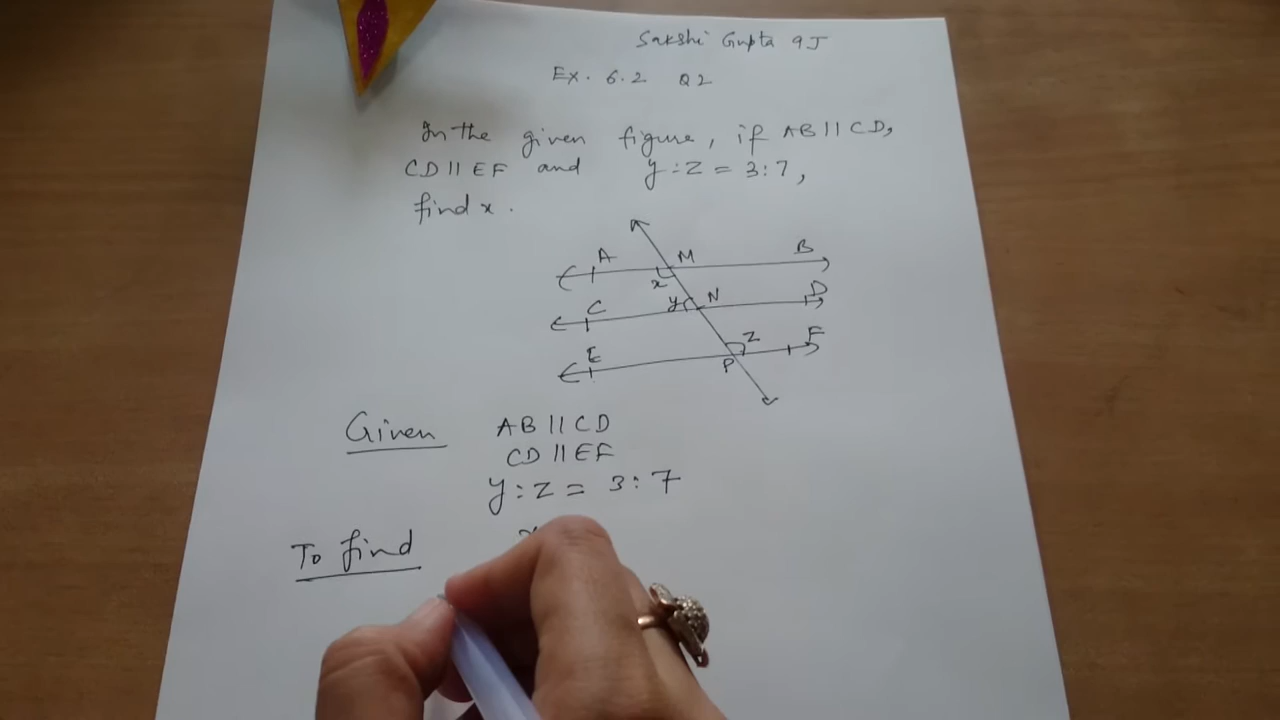 Sakshi Gupta 9J
Ex. 6.2 Q2
In the given figure, if AB || CD,
CD || EF and y:z = 3:7,
find x.
A M B
x
C y N D
E P z F
Given AB || CD
CD || EF
y:z = 3:7
To find x